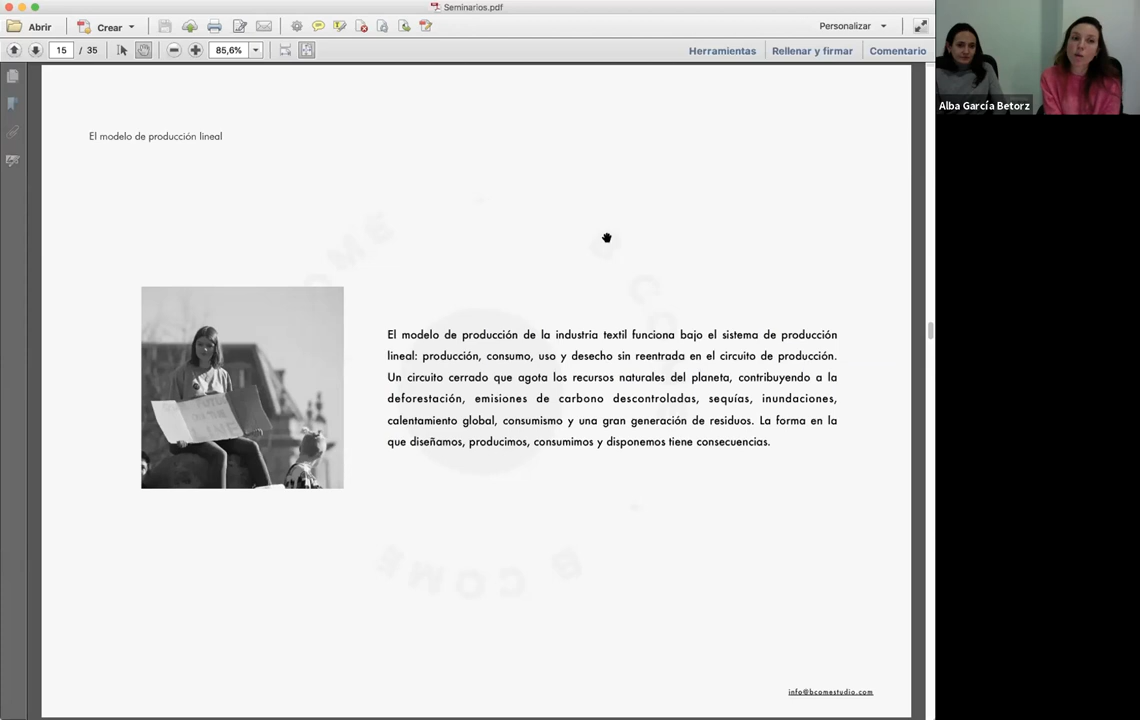 Seminarios.pdf
Abrir
Crear
Personalizar
15 / 35
85,6%
Herramientas
Rellenar y firmar
Comentario
Alba García Betorz
El modelo de producción lineal
El modelo de producción de la industria textil funciona bajo el sistema de producción
lineal: producción, consumo, uso y desecho sin reentrada en el circuito de producción.
Un circuito cerrado que agota los recursos naturales del planeta, contribuyendo a la
deforestación, emisiones de carbono descontroladas, sequías, inundaciones,
calentamiento global, consumismo y una gran generación de residuos. La forma en la
que diseñamos, producimos, consumimos y disponemos tiene consecuencias.
B COME
info@bcomestudio.com